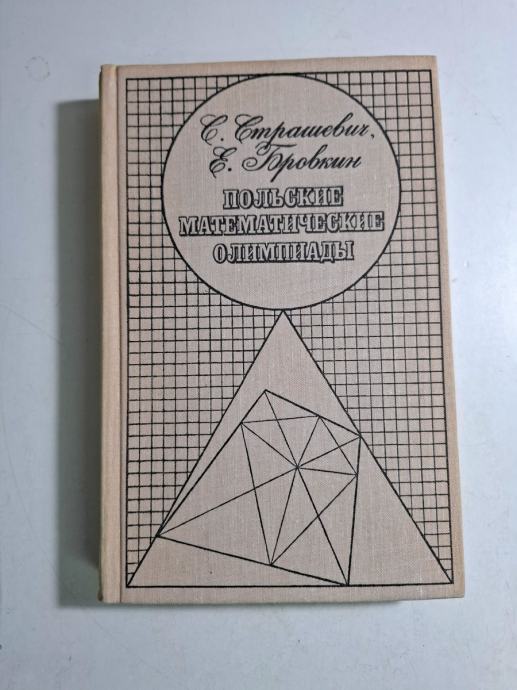 С. Страшевич,
Е. Бровкин
ПОЛЬСКИЕ
МАТЕМАТИЧЕСКИЕ
ОЛИМПИАДЫ